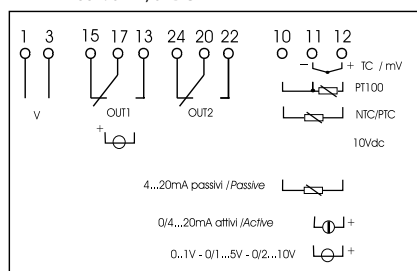 1 3 15 17 13 24 20 22 10 11 12
− + TC / mV
PT100
V OUT1 OUT2 NTC/PTC
+
10Vdc
4...20mA passivi /Passive
0/4...20mA attivi /Active +
0..1V - 0/1...5V - 0/2...10V +